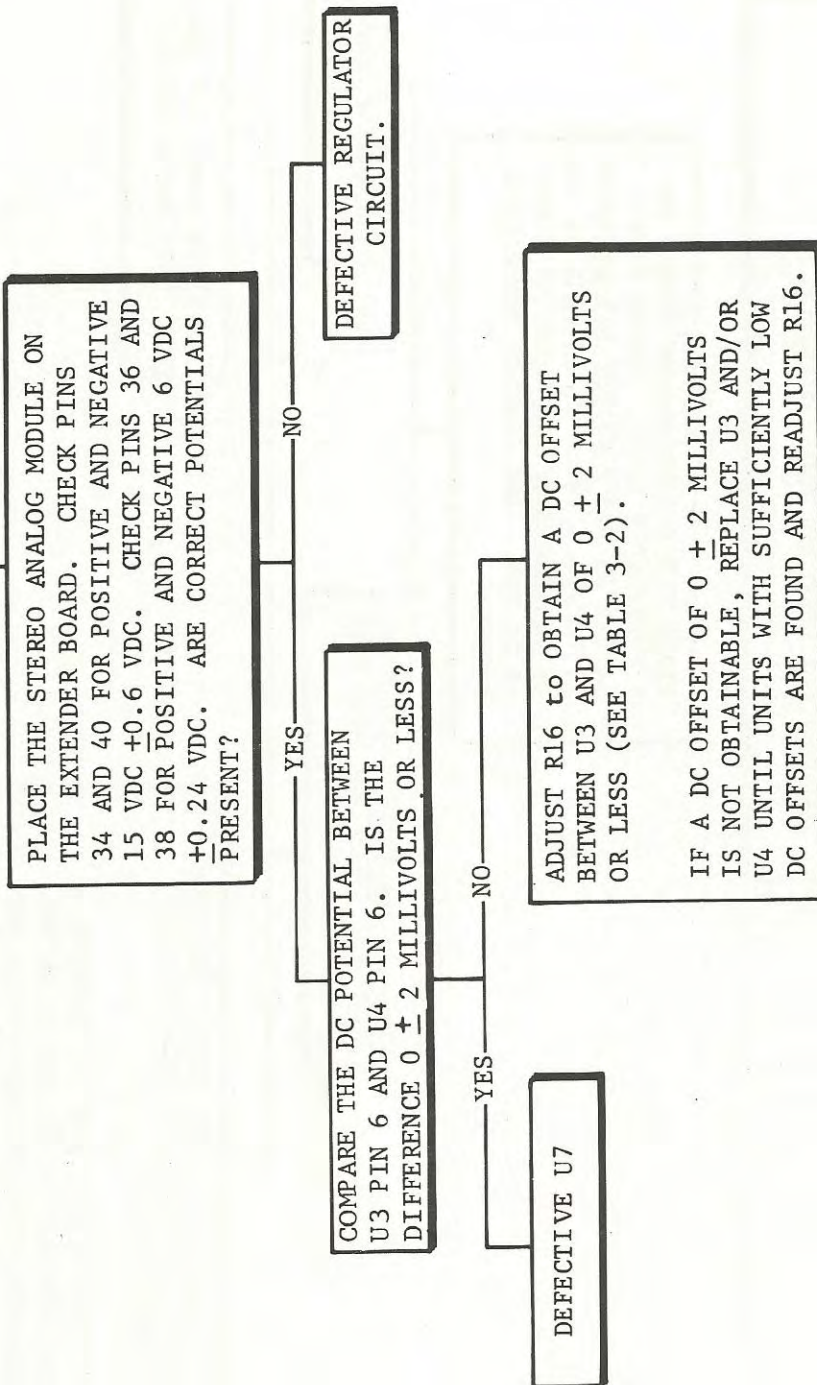 PLACE THE STEREO ANALOG MODULE ON
THE EXTENDER BOARD. CHECK PINS
34 AND 40 FOR POSITIVE AND NEGATIVE
15 VDC ±0.6 VDC. CHECK PINS 36 AND
38 FOR POSITIVE AND NEGATIVE 6 VDC
±0.24 VDC. ARE CORRECT POTENTIALS
PRESENT?
YES
NO
COMPARE THE DC POTENTIAL BETWEEN
U3 PIN 6 AND U4 PIN 6. IS THE
DIFFERENCE 0 ± 2 MILLIVOLTS OR LESS?
DEFECTIVE REGULATOR
CIRCUIT.
YES
NO
DEFECTIVE U7
ADJUST R16 to OBTAIN A DC OFFSET
BETWEEN U3 AND U4 OF 0 ± 2 MILLIVOLTS
OR LESS (SEE TABLE 3-2).
IF A DC OFFSET OF 0 ± 2 MILLIVOLTS
IS NOT OBTAINABLE, REPLACE U3 AND/OR
U4 UNTIL UNITS WITH SUFFICIENTLY LOW
DC OFFSETS ARE FOUND AND READJUST R16.